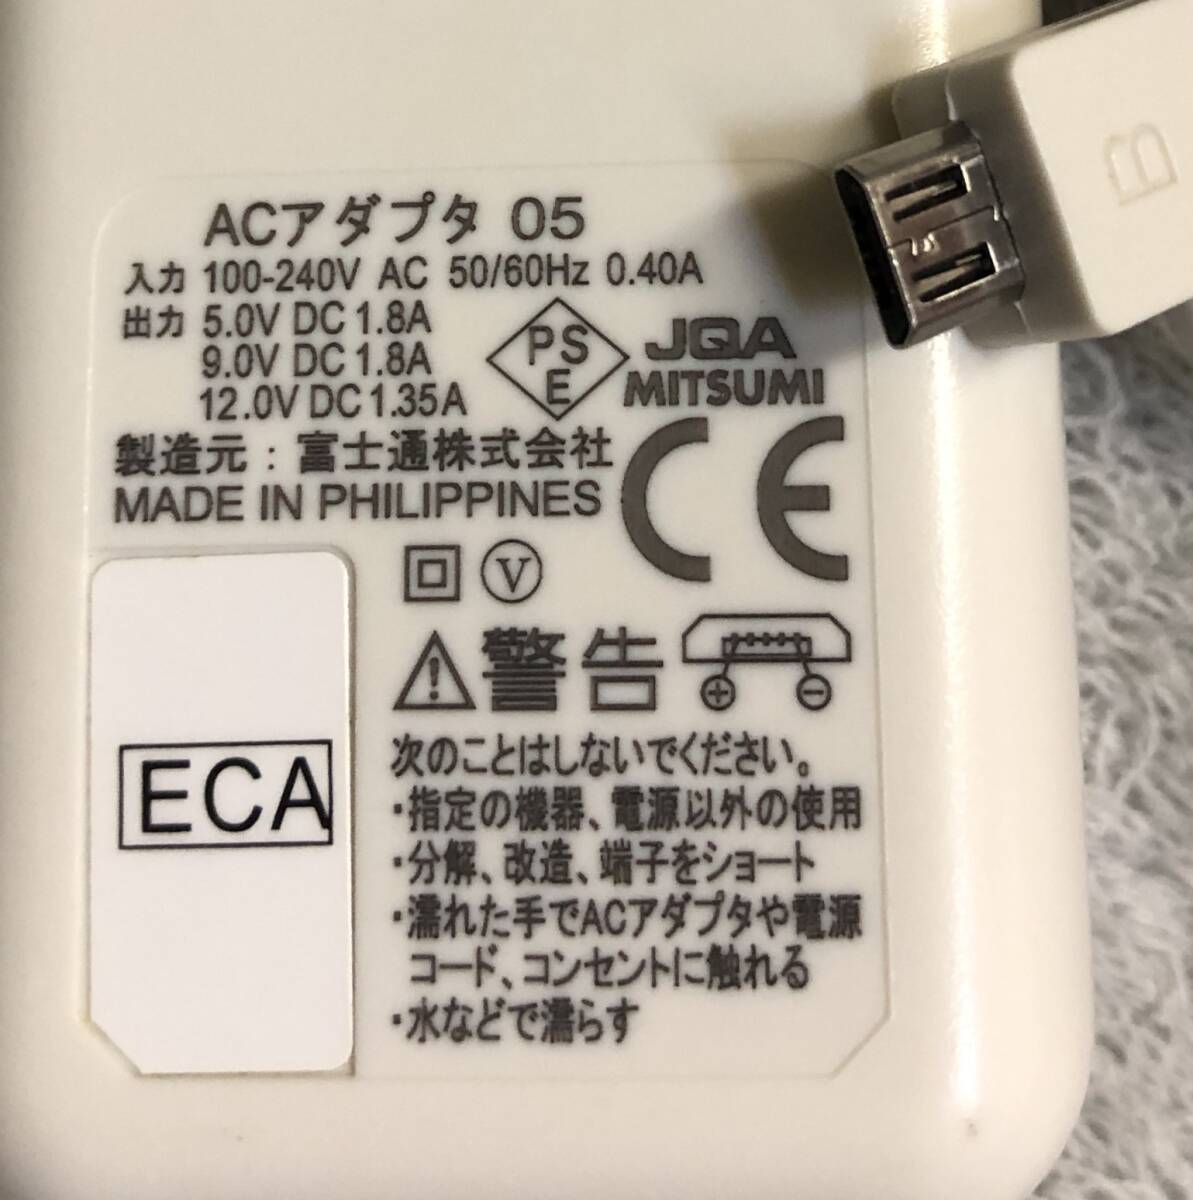 B
ACアダプタ 05
入力 100-240V AC 50/60Hz 0.40A
出力 5.0V DC 1.8A
9.0V DC 1.8A
12.0V DC 1.35A
PS
E
JQA
MITSUMI
製造元：富士通株式会社
MADE IN PHILIPPINES
CE
V
警告
ECA
次のことはしないでください。
・指定の機器、電源以外の使用
・分解、改造、端子をショート
・濡れた手でACアダプタや電源
コード、コンセントに触れる
・水などで濡らす